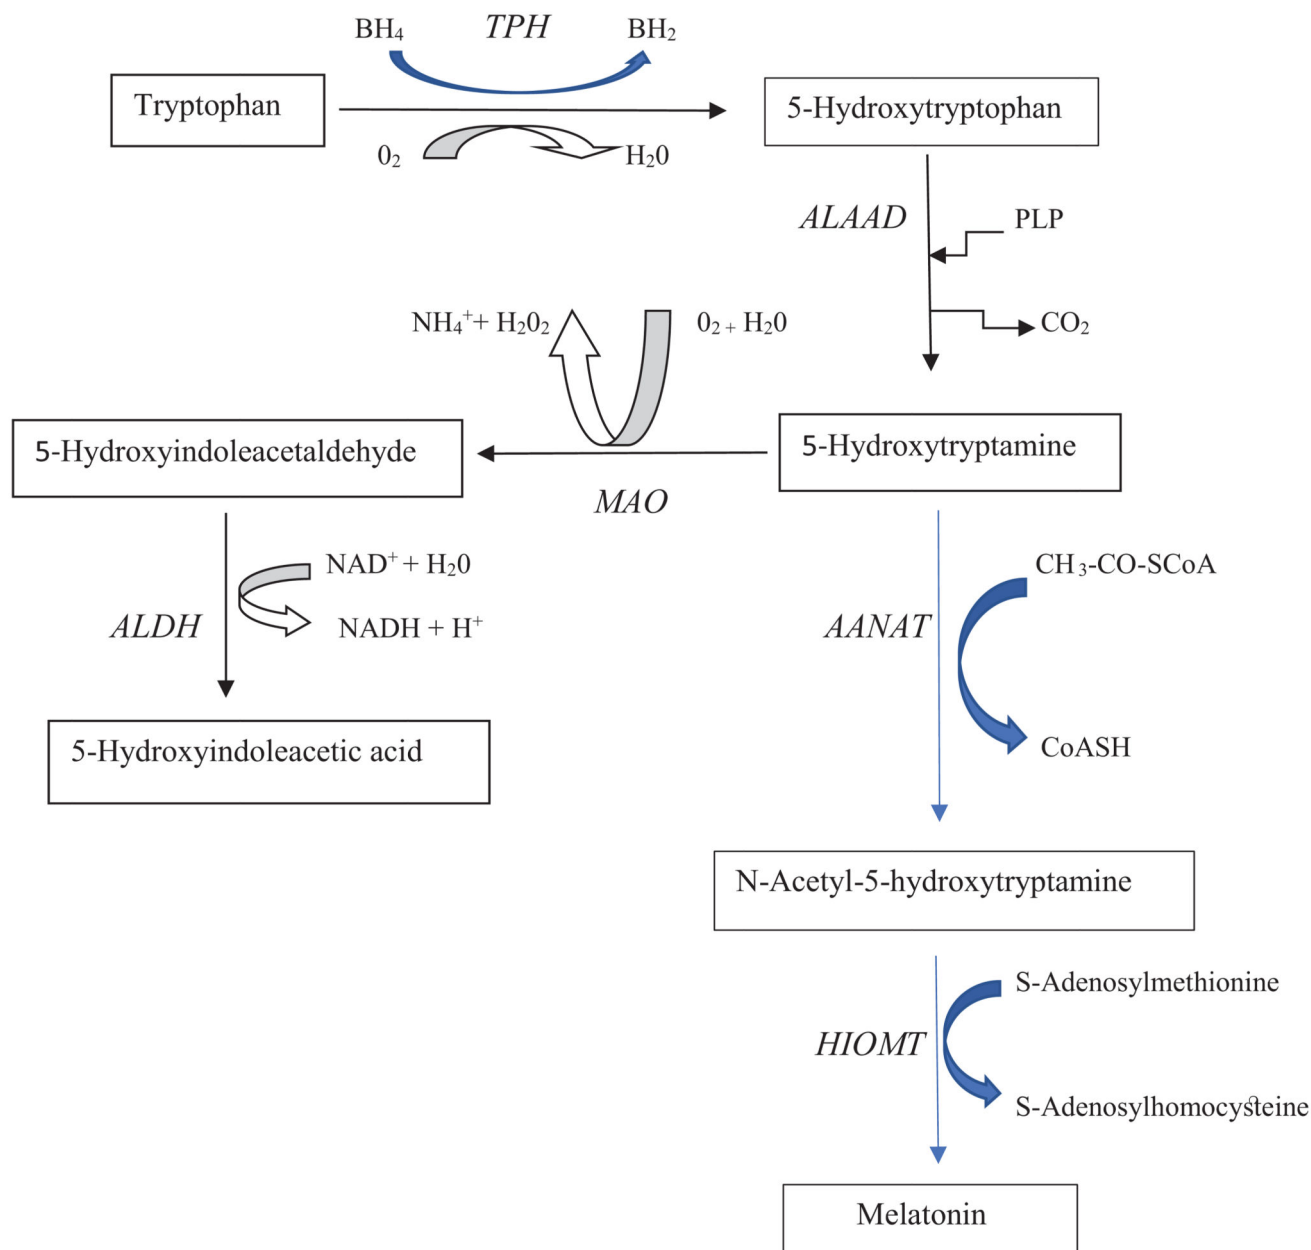 BH4 TPH BH2
Tryptophan
5-Hydroxytryptophan
02 H20
ALAAD
PLP
CO2
NH4+ + H202 02 + H20
5-Hydroxyindoleacetaldehyde
5-Hydroxytryptamine
MAO
NAD+ + H20
ALDH
NADH + H+
CH3-CO-SCoA
AANAT
CoASH
5-Hydroxyindoleacetic acid
N-Acetyl-5-hydroxytryptamine
S-Adenosylmethionine
HIOMT
S-Adenosylhomocysteine
Melatonin